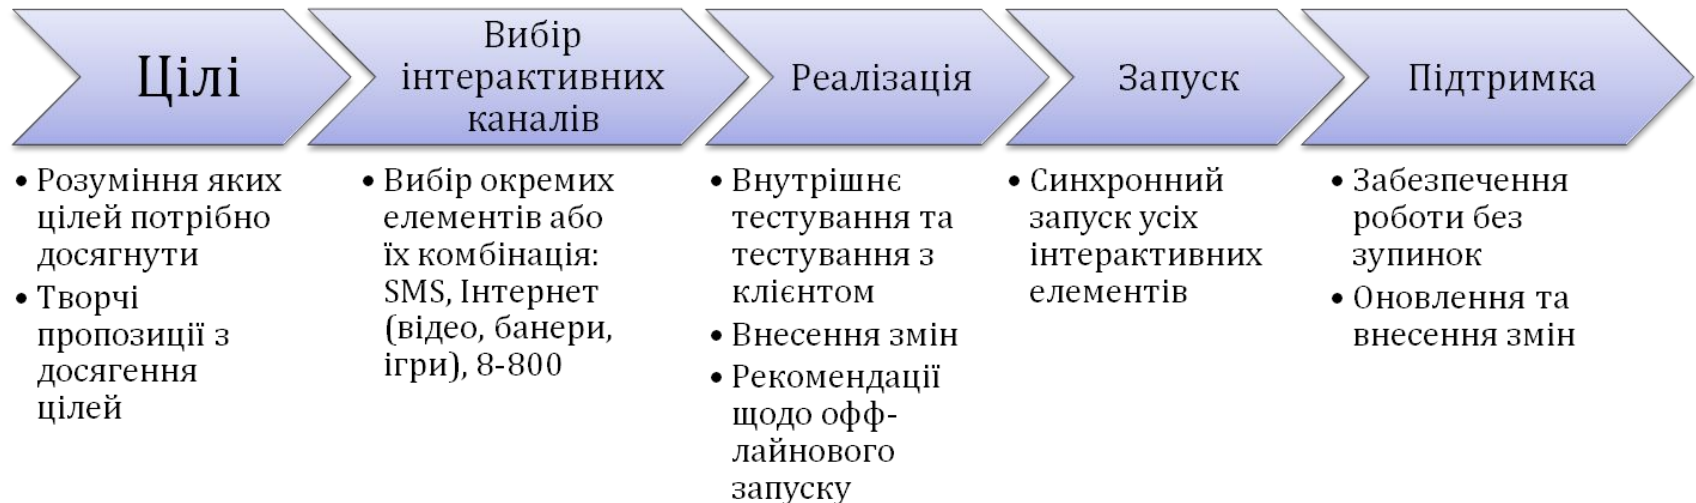 Цілі
• Розуміння яких
цілей потрібно
досягнути
• Творчі
пропозиції з
досягення
цілей
Вибір
інтерактивних
каналів
• Вибір окремих
елементів або
їх комбінація:
SMS, Інтернет
(відео, банери,
ігри), 8-800
Реалізація
• Внутрішнє
тестування та
тестування з
клієнтом
• Внесення змін
• Рекомендації
щодо офф-
лайнового
запуску
Запуск
• Синхронний
запуск усіх
інтерактивних
елементів
Підтримка
• Забезпечення
роботи без
зупинок
• Оновлення та
внесення змін